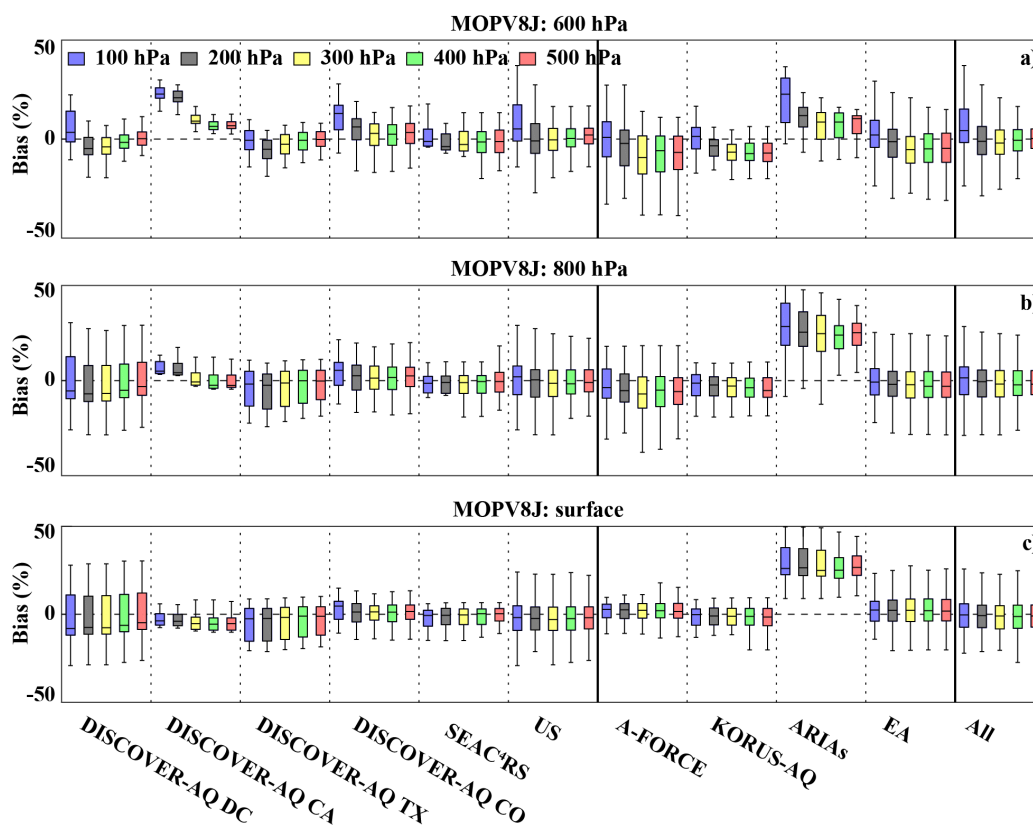 MOPV8J: 600 hPa
50
100 hPa 200 hPa 300 hPa 400 hPa 500 hPa
a)
Bias (%)
0
-50
MOPV8J: 800 hPa
50
b)
Bias (%)
0
-50
MOPV8J: surface
50
c)
Bias (%)
0
-50
DISCOVER-AQ DC
DISCOVER-AQ CA
DISCOVER-AQ TX
DISCOVER-AQ CO
SEAC⁴RS
US
A-FORCE
KORUS-AQ
ARIAs
EA
All